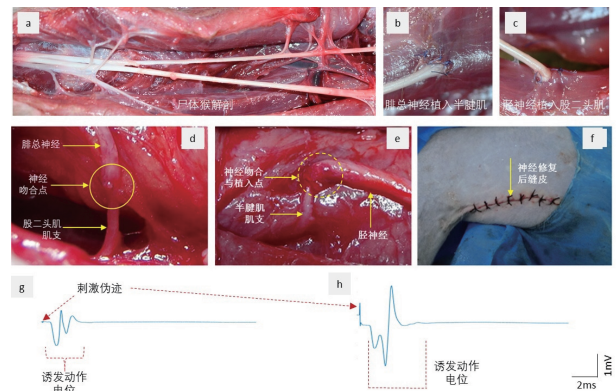 a
b
c
尸体猴解剖
腓总神经植入半腱肌
胫神经植入股二头肌
d
腓总神经
神经
吻合点
股二头肌
肌支
e
神经吻合
与植入点
半腱肌
肌支
胫神经
f
神经修复
后缝皮
g
刺激伪迹
诱发动作
电位
h
诱发动作
电位
1mV
2ms